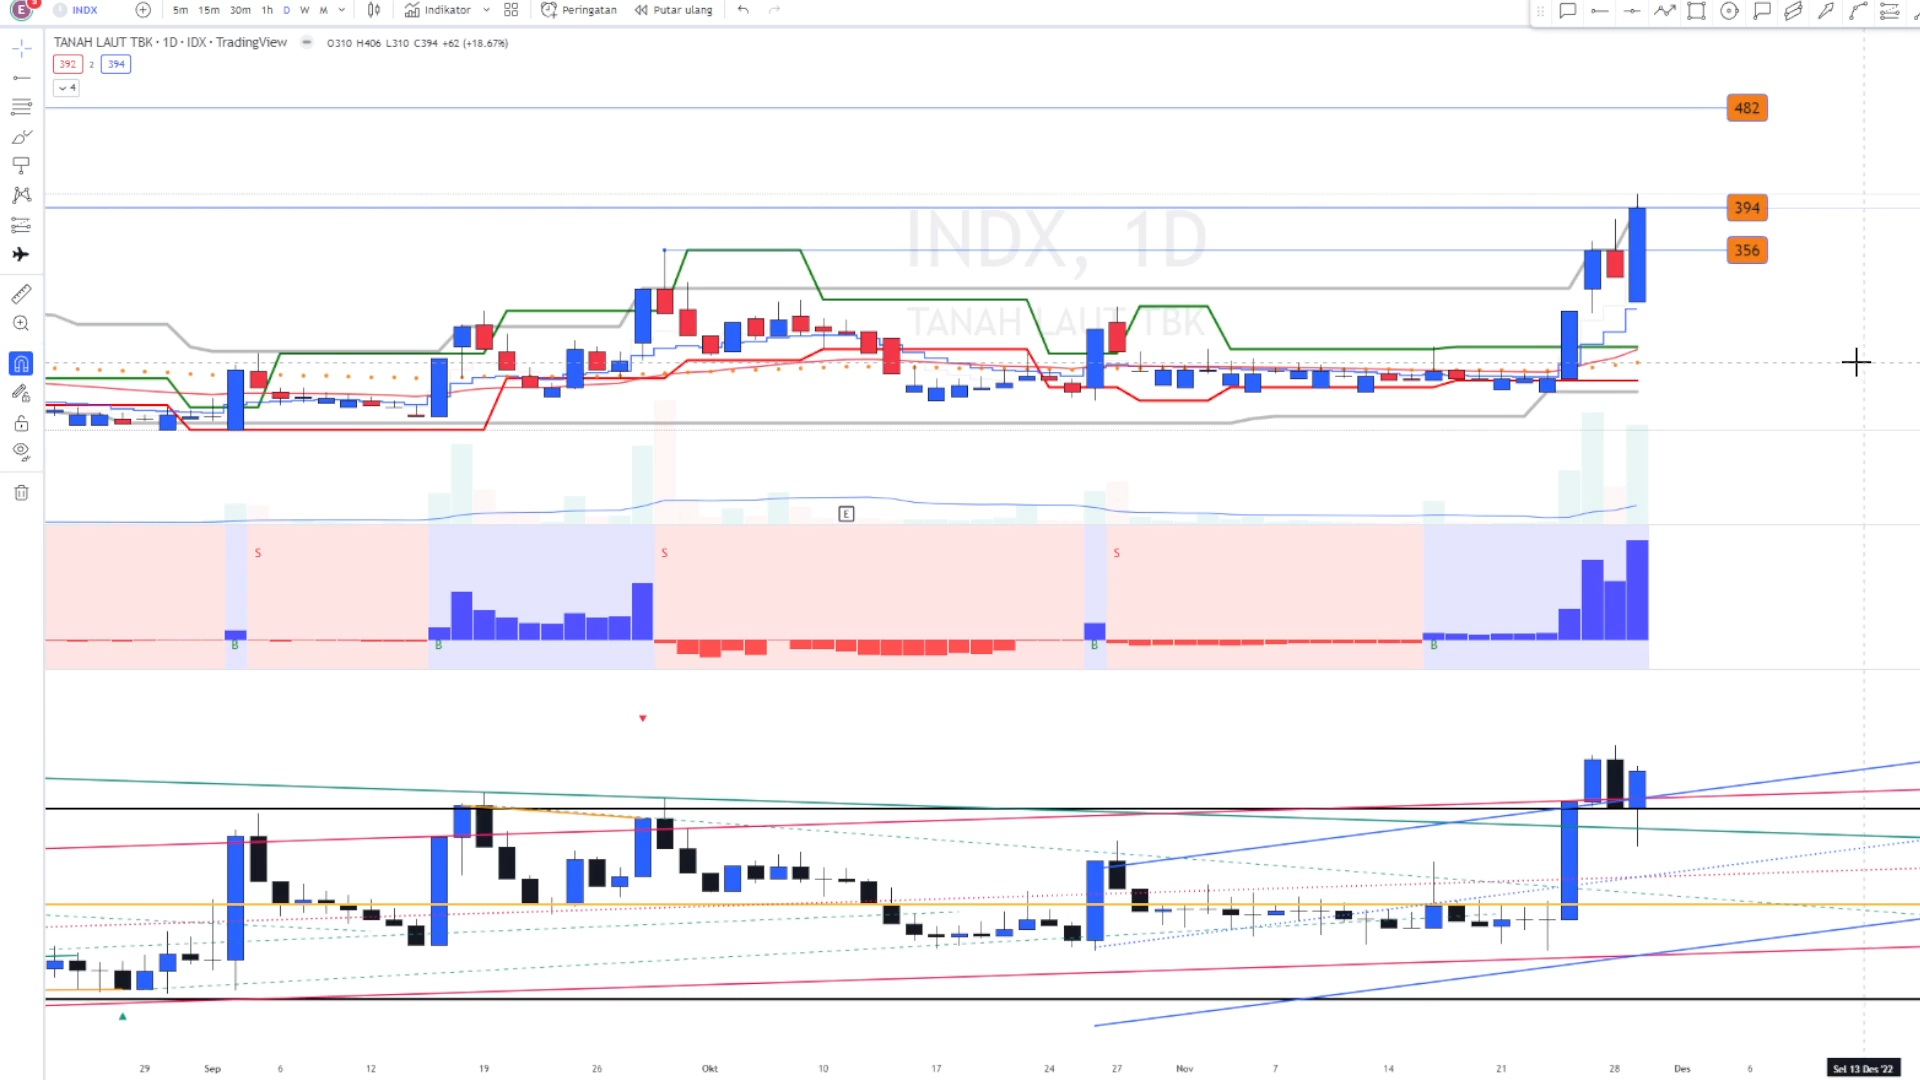 E 5 INDX 5m 15m 30m 1h D W M Indikator Peringatan Putar ulang
TANAH LAUT TBK · 1D · IDX · TradingView O310 H406 L310 C394 +62 (+18.67%)
392 2 394
4
482
394
356
INDX, 1D
TANAH LAUT TBK
E
S S S
B B B B
29 Sep 6 12 19 26 Okt 10 17 24 27 Nov 7 14 21 28 Des 6 Sel 13 Des '22